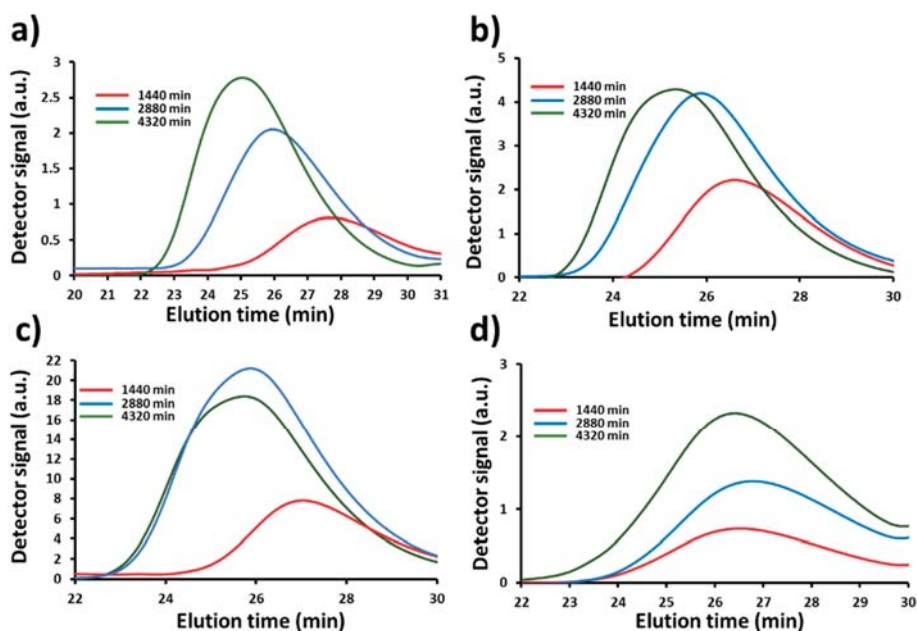 a)
3
2.5
2
1.5
1
0.5
0
Detector signal (a.u.)
1440 min
2880 min
4320 min
20 21 22 23 24 25 26 27 28 29 30 31
Elution time (min)
b)
5
4
3
2
1
0
Detector signal (a.u.)
1440 min
2880 min
4320 min
22 24 26 28 30
Elution time (min)
c)
22
20
18
16
14
12
10
8
6
4
2
0
Detector signal (a.u.)
1440 min
2880 min
4320 min
22 24 26 28 30
Elution time (min)
d)
3
2
1
0
Detector signal (a.u.)
1440 min
2880 min
4320 min
22 23 24 25 26 27 28 29 30
Elution time (min)